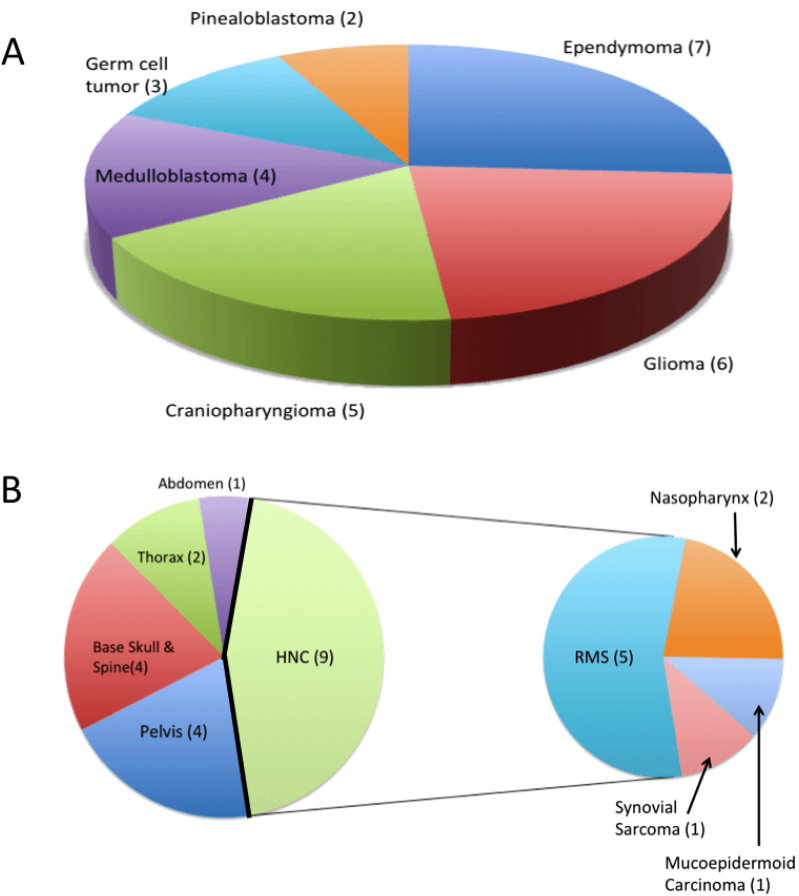 A
Pinealoblastoma (2)
Ependymoma (7)
Germ cell
tumor (3)
Medulloblastoma (4)
Glioma (6)
Craniopharyngioma (5)
B
Abdomen (1)
Nasopharynx (2)
Thorax (2)
Base Skull &
Spine(4)
HNC (9)
RMS (5)
Pelvis (4)
Synovial
Sarcoma (1)
Mucoepidermoid
Carcinoma (1)